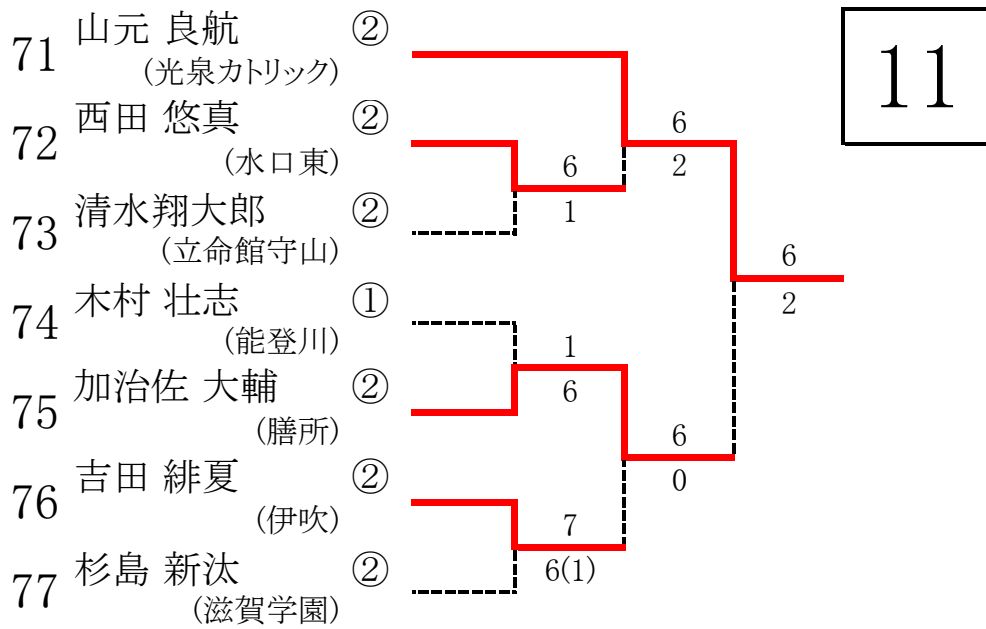 11
71 山元 良航 ②
(光泉カトリック)
72 西田 悠真 ②
(水口東)
73 清水翔大郎 ②
(立命館守山)
74 木村 壮志 ①
(能登川)
75 加治佐 大輔 ②
(膳所)
76 吉田 緋夏 ②
(伊吹)
77 杉島 新汰 ②
(滋賀学園)
6
1
1
6
7
6(1)
6
2
6
0
6
2